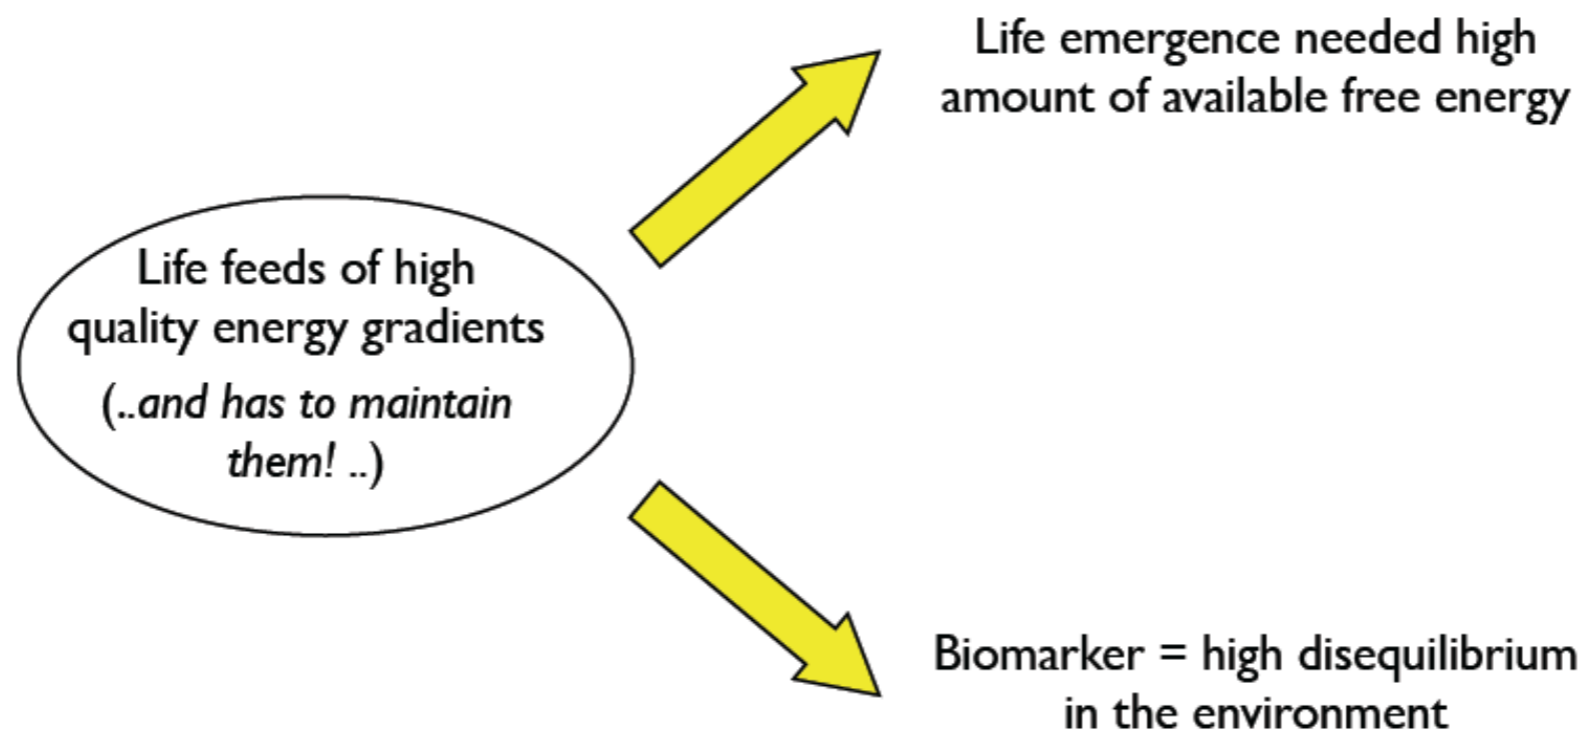 Life emergence needed high
amount of available free energy
Life feeds of high
quality energy gradients
(..and has to maintain
them! ..)
Biomarker = high disequilibrium
in the environment